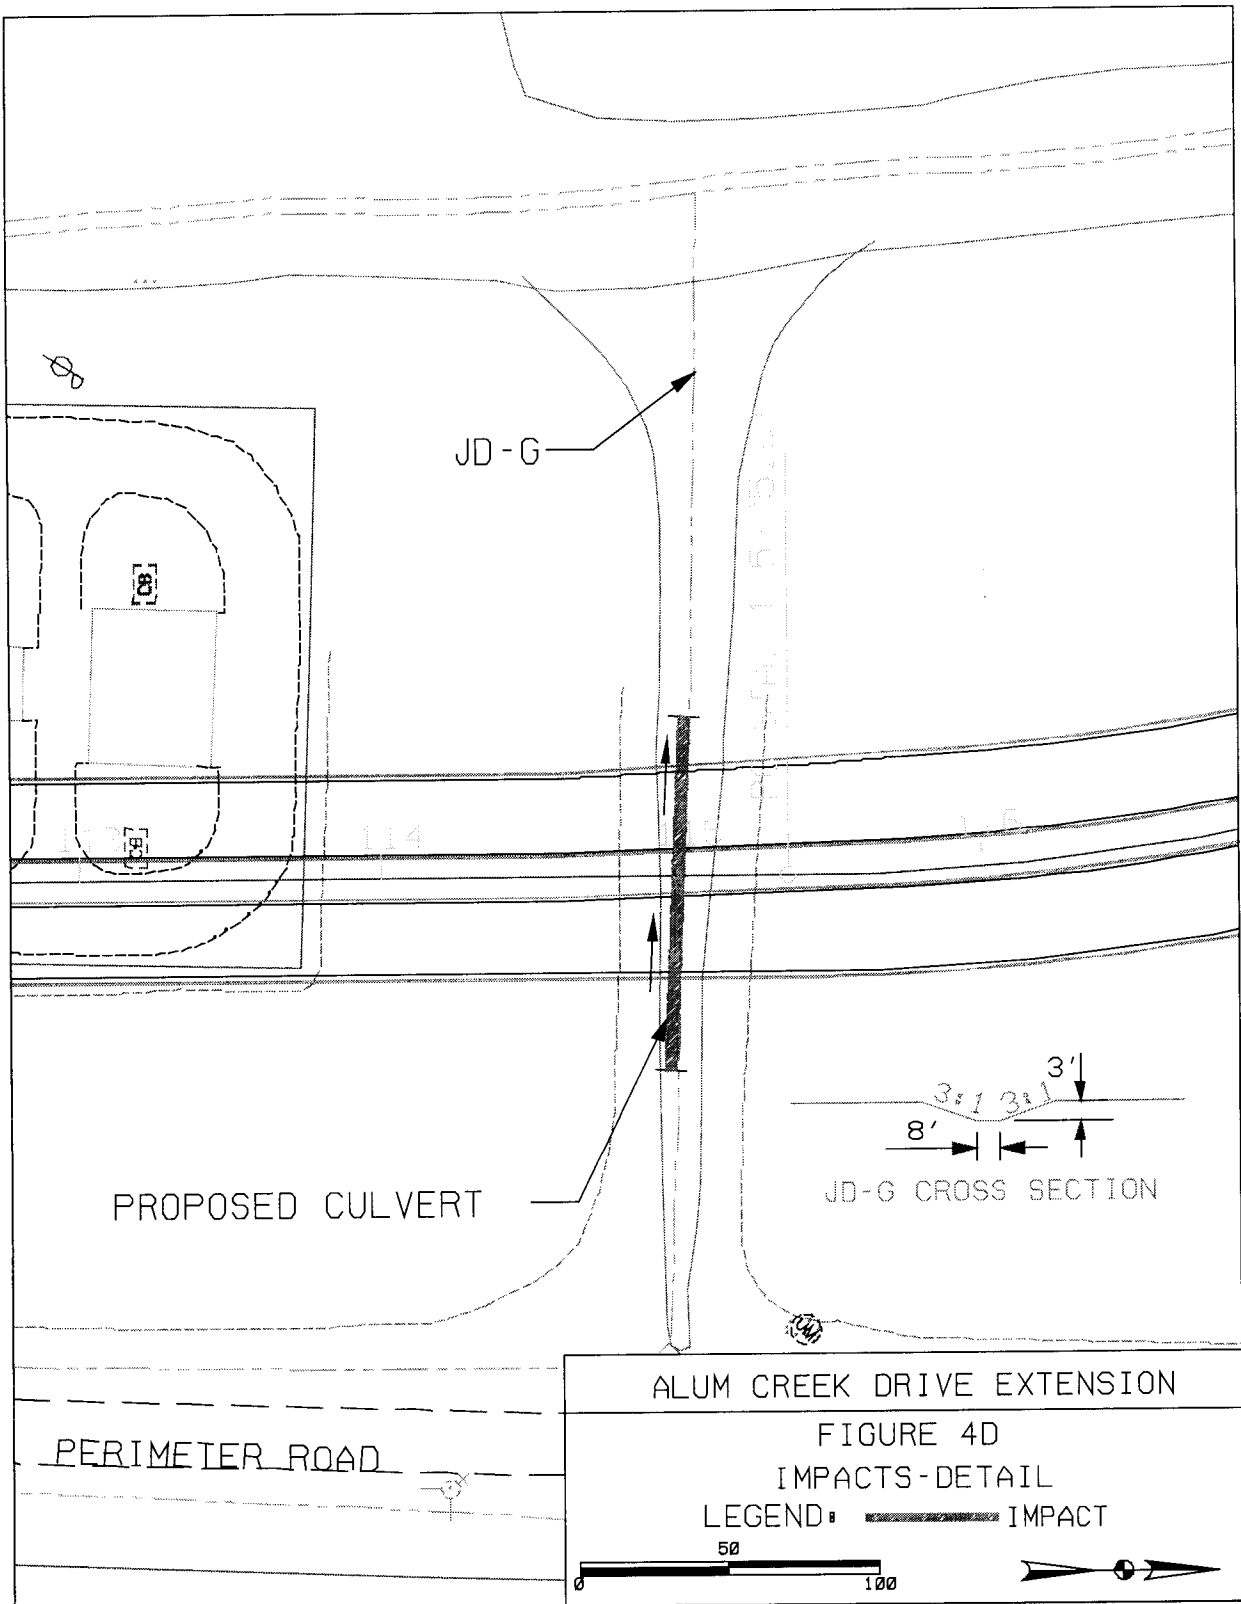 JD-G
CB
114
3'
3:1 3:1
8'
JD-G CROSS SECTION
PROPOSED CULVERT
PERIMETER ROAD
ALUM CREEK DRIVE EXTENSION
FIGURE 4D
IMPACTS-DETAIL
LEGEND: IMPACT
50
0 100